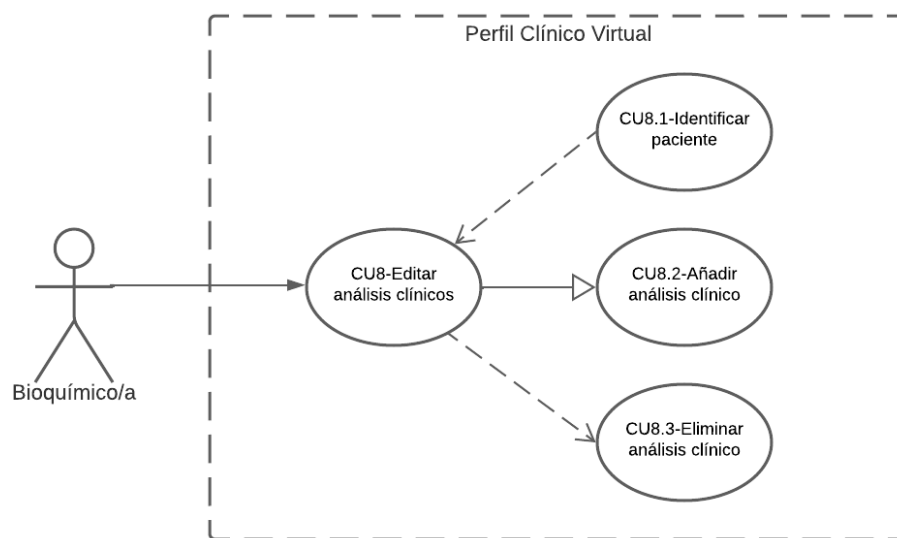 Perfil Clínico Virtual
CU8.1-Identificar
paciente
CU8-Editar
análisis clínicos
CU8.2-Añadir
análisis clínico
Bioquímico/a
CU8.3-Eliminar
análisis clínico